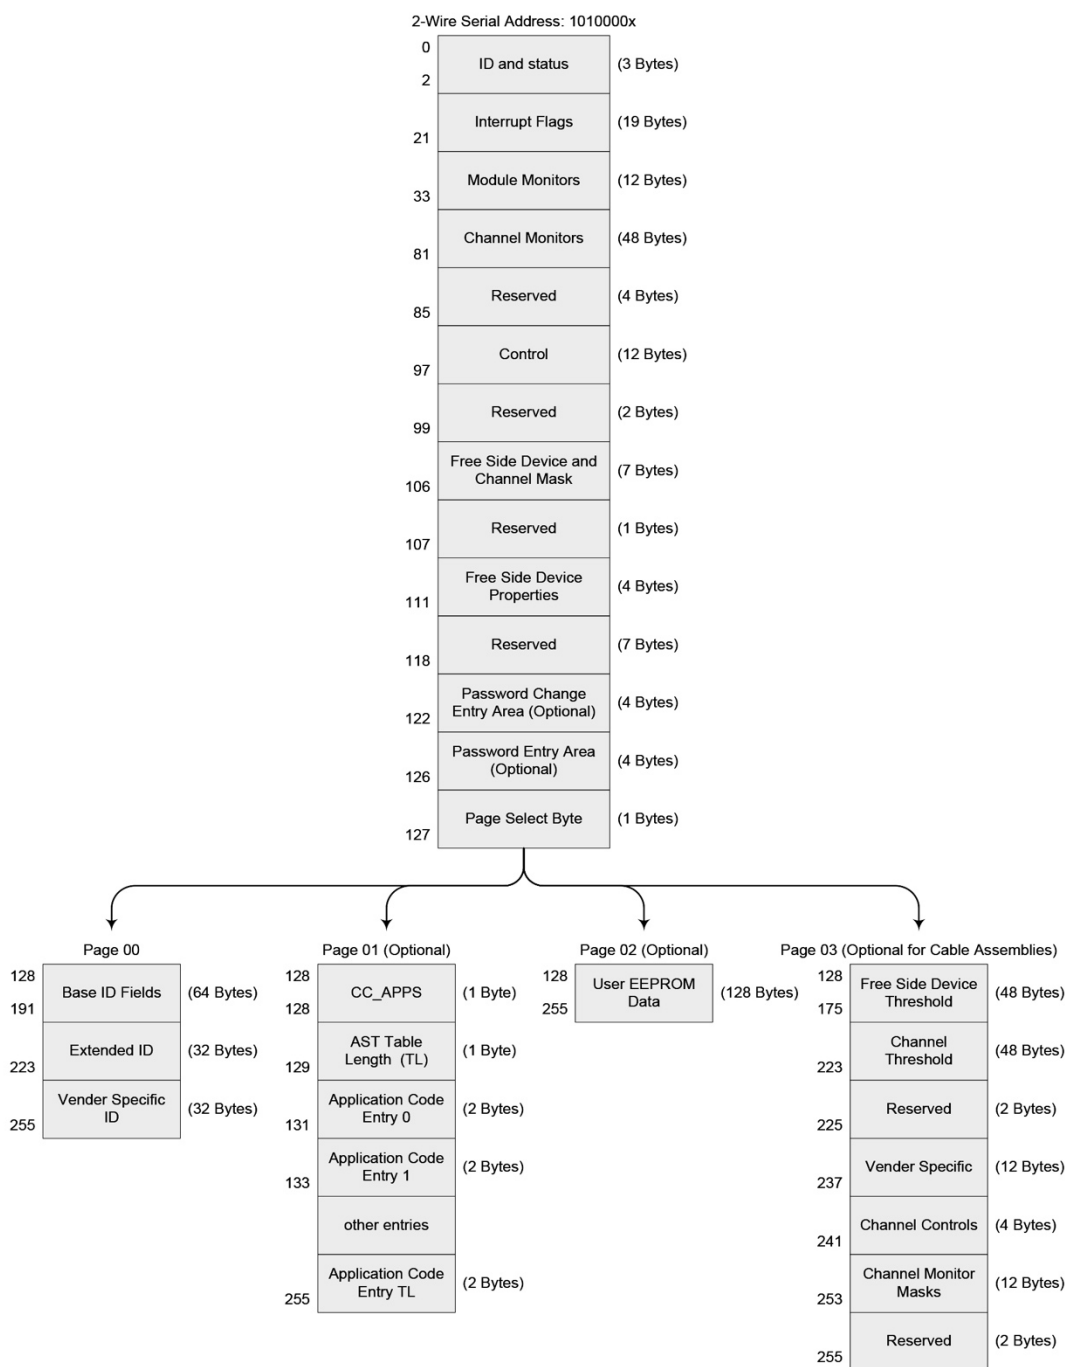 2-Wire Serial Address: 1010000x
0
ID and status
(3 Bytes)
2
Interrupt Flags
(19 Bytes)
21
Module Monitors
(12 Bytes)
33
Channel Monitors
(48 Bytes)
81
Reserved
(4 Bytes)
85
Control
(12 Bytes)
97
Reserved
(2 Bytes)
99
Free Side Device and
Channel Mask
(7 Bytes)
106
Reserved
(1 Bytes)
107
Free Side Device
Properties
(4 Bytes)
111
Reserved
(7 Bytes)
118
Password Change
Entry Area (Optional)
(4 Bytes)
122
Password Entry Area
(Optional)
(4 Bytes)
126
Page Select Byte
(1 Bytes)
127
Page 00
128
Base ID Fields
(64 Bytes)
191
Extended ID
(32 Bytes)
223
Vender Specific
ID
(32 Bytes)
255
Page 01 (Optional)
128
CC_APPS
(1 Byte)
128
AST Table
Length (TL)
(1 Byte)
129
Application Code
Entry 0
(2 Bytes)
131
Application Code
Entry 1
(2 Bytes)
133
other entries
Application Code
Entry TL
(2 Bytes)
255
Page 02 (Optional)
128
User EEPROM
Data
(128 Bytes)
255
Page 03 (Optional for Cable Assemblies)
128
Free Side Device
Threshold
(48 Bytes)
175
Channel
Threshold
(48 Bytes)
223
Reserved
(2 Bytes)
225
Vender Specific
(12 Bytes)
237
Channel Controls
(4 Bytes)
241
Channel Monitor
Masks
(12 Bytes)
253
Reserved
(2 Bytes)
255